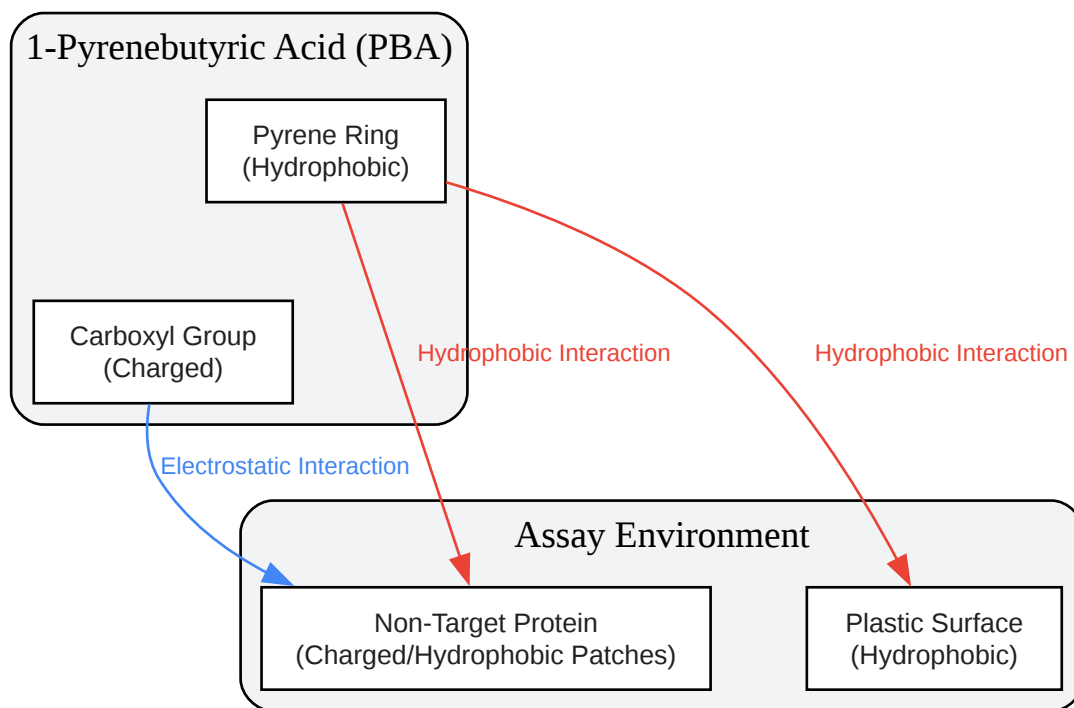 1-Pyrenebutyric Acid (PBA)
Pyrene Ring
(Hydrophobic)
Carboxyl Group
(Charged)
Hydrophobic Interaction
Hydrophobic Interaction
Electrostatic Interaction
Assay Environment
Non-Target Protein
(Charged/Hydrophobic Patches)
Plastic Surface
(Hydrophobic)